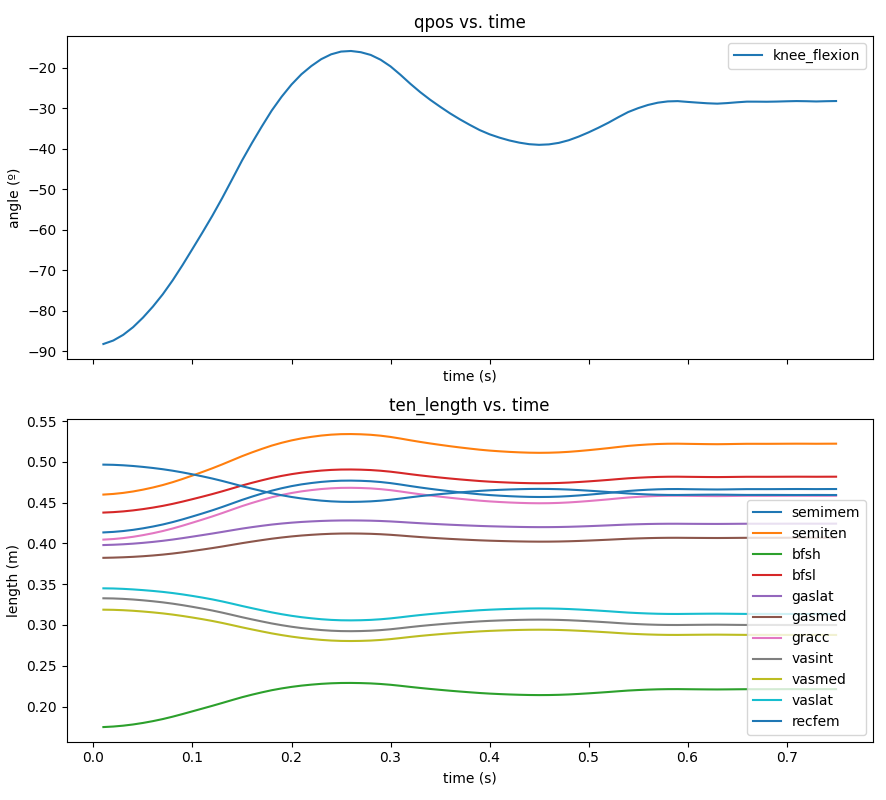 qpos vs. time
knee_flexion
−20
−30
−40
−50
−60
−70
−80
−90
angle (º)
time (s)
ten_length vs. time
0.55
0.50
0.45
0.40
0.35
0.30
0.25
0.20
length (m)
semimem
semiten
bfsh
bfsl
gaslat
gasmed
gracc
vasint
vasmed
vaslat
recfem
0.0 0.1 0.2 0.3 0.4 0.5 0.6 0.7
time (s)